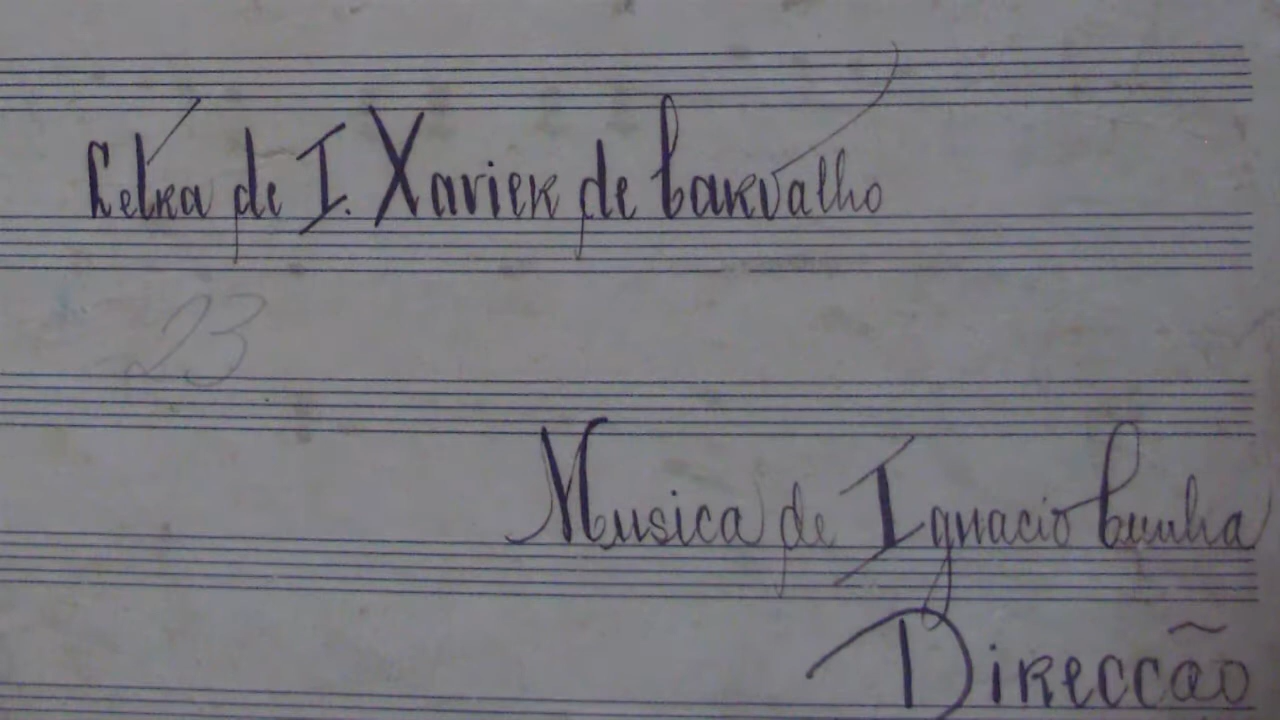 Letra de I. Xavier de Carvalho
23
Musica de Ignacio Cunha
Direcção